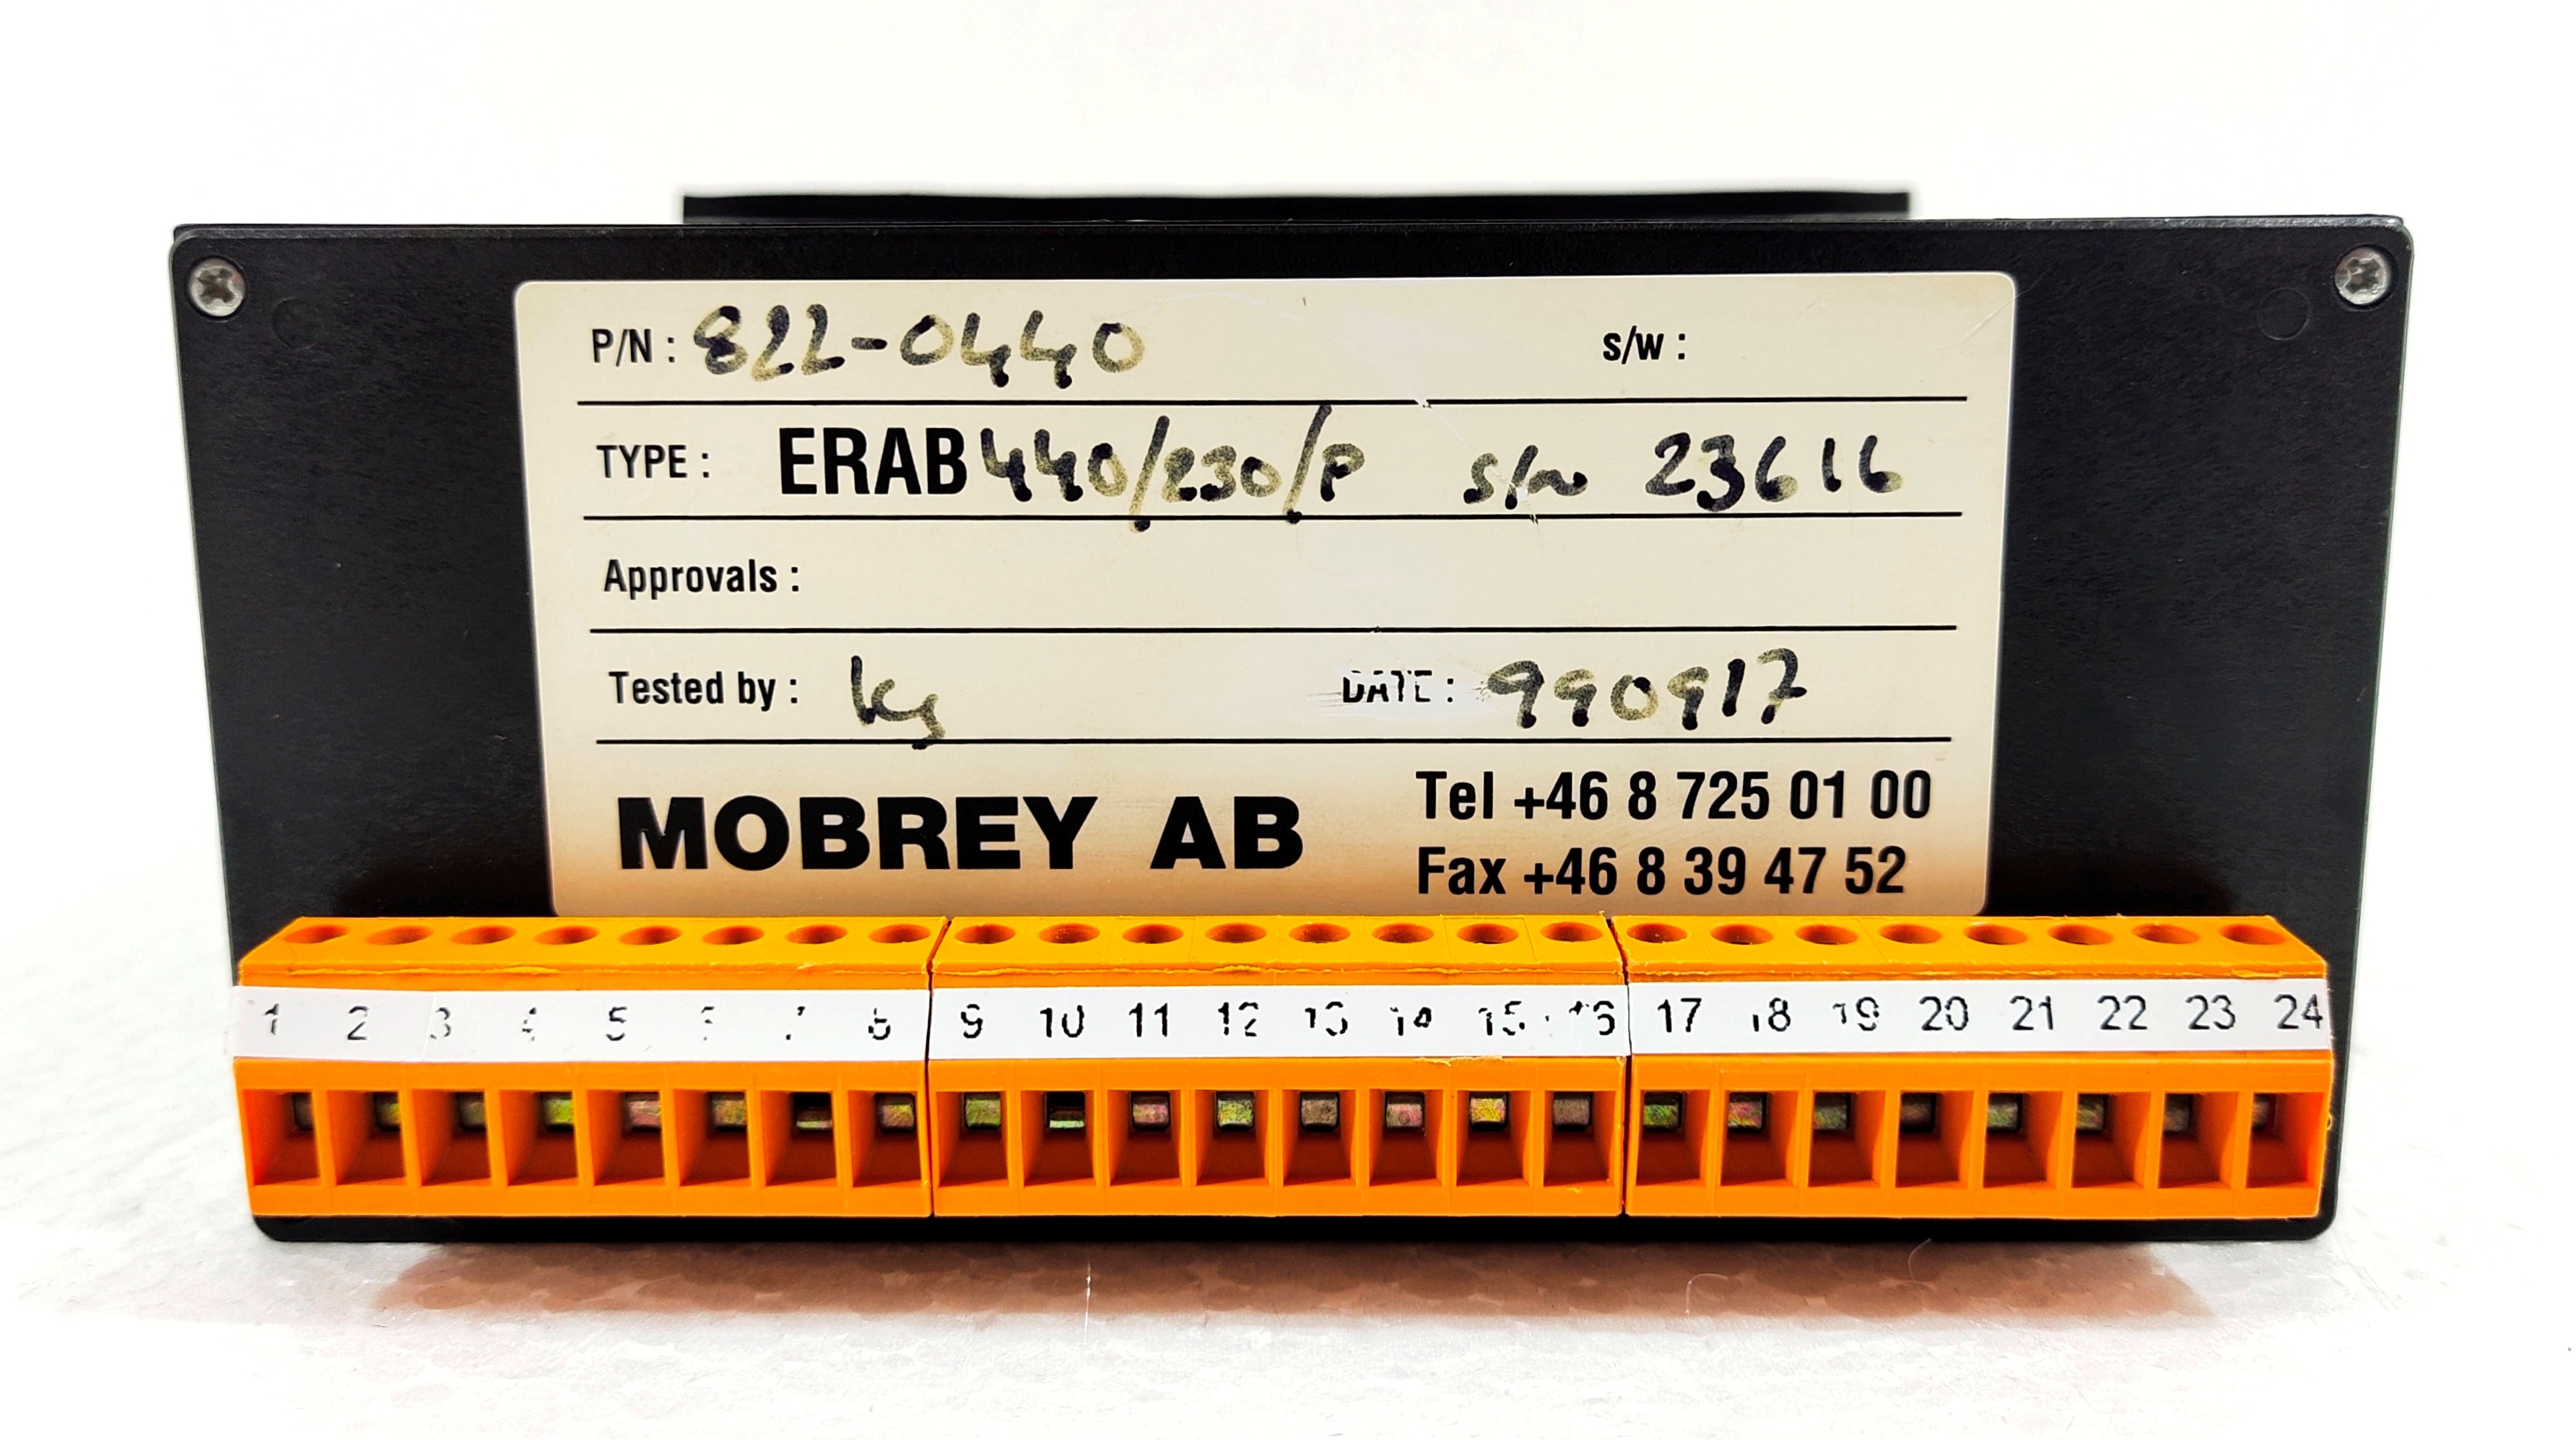 P/N : 822-0440 s/w :
TYPE : ERAB 440/230/P s/n 23616
Approvals :
Tested by : kg DATE : 990917
MOBREY AB Tel +46 8 725 01 00
Fax +46 8 39 47 52
1 2 3 4 5 7 8 9 10 11 12 13 14 15 16 17 18 19 20 21 22 23 24